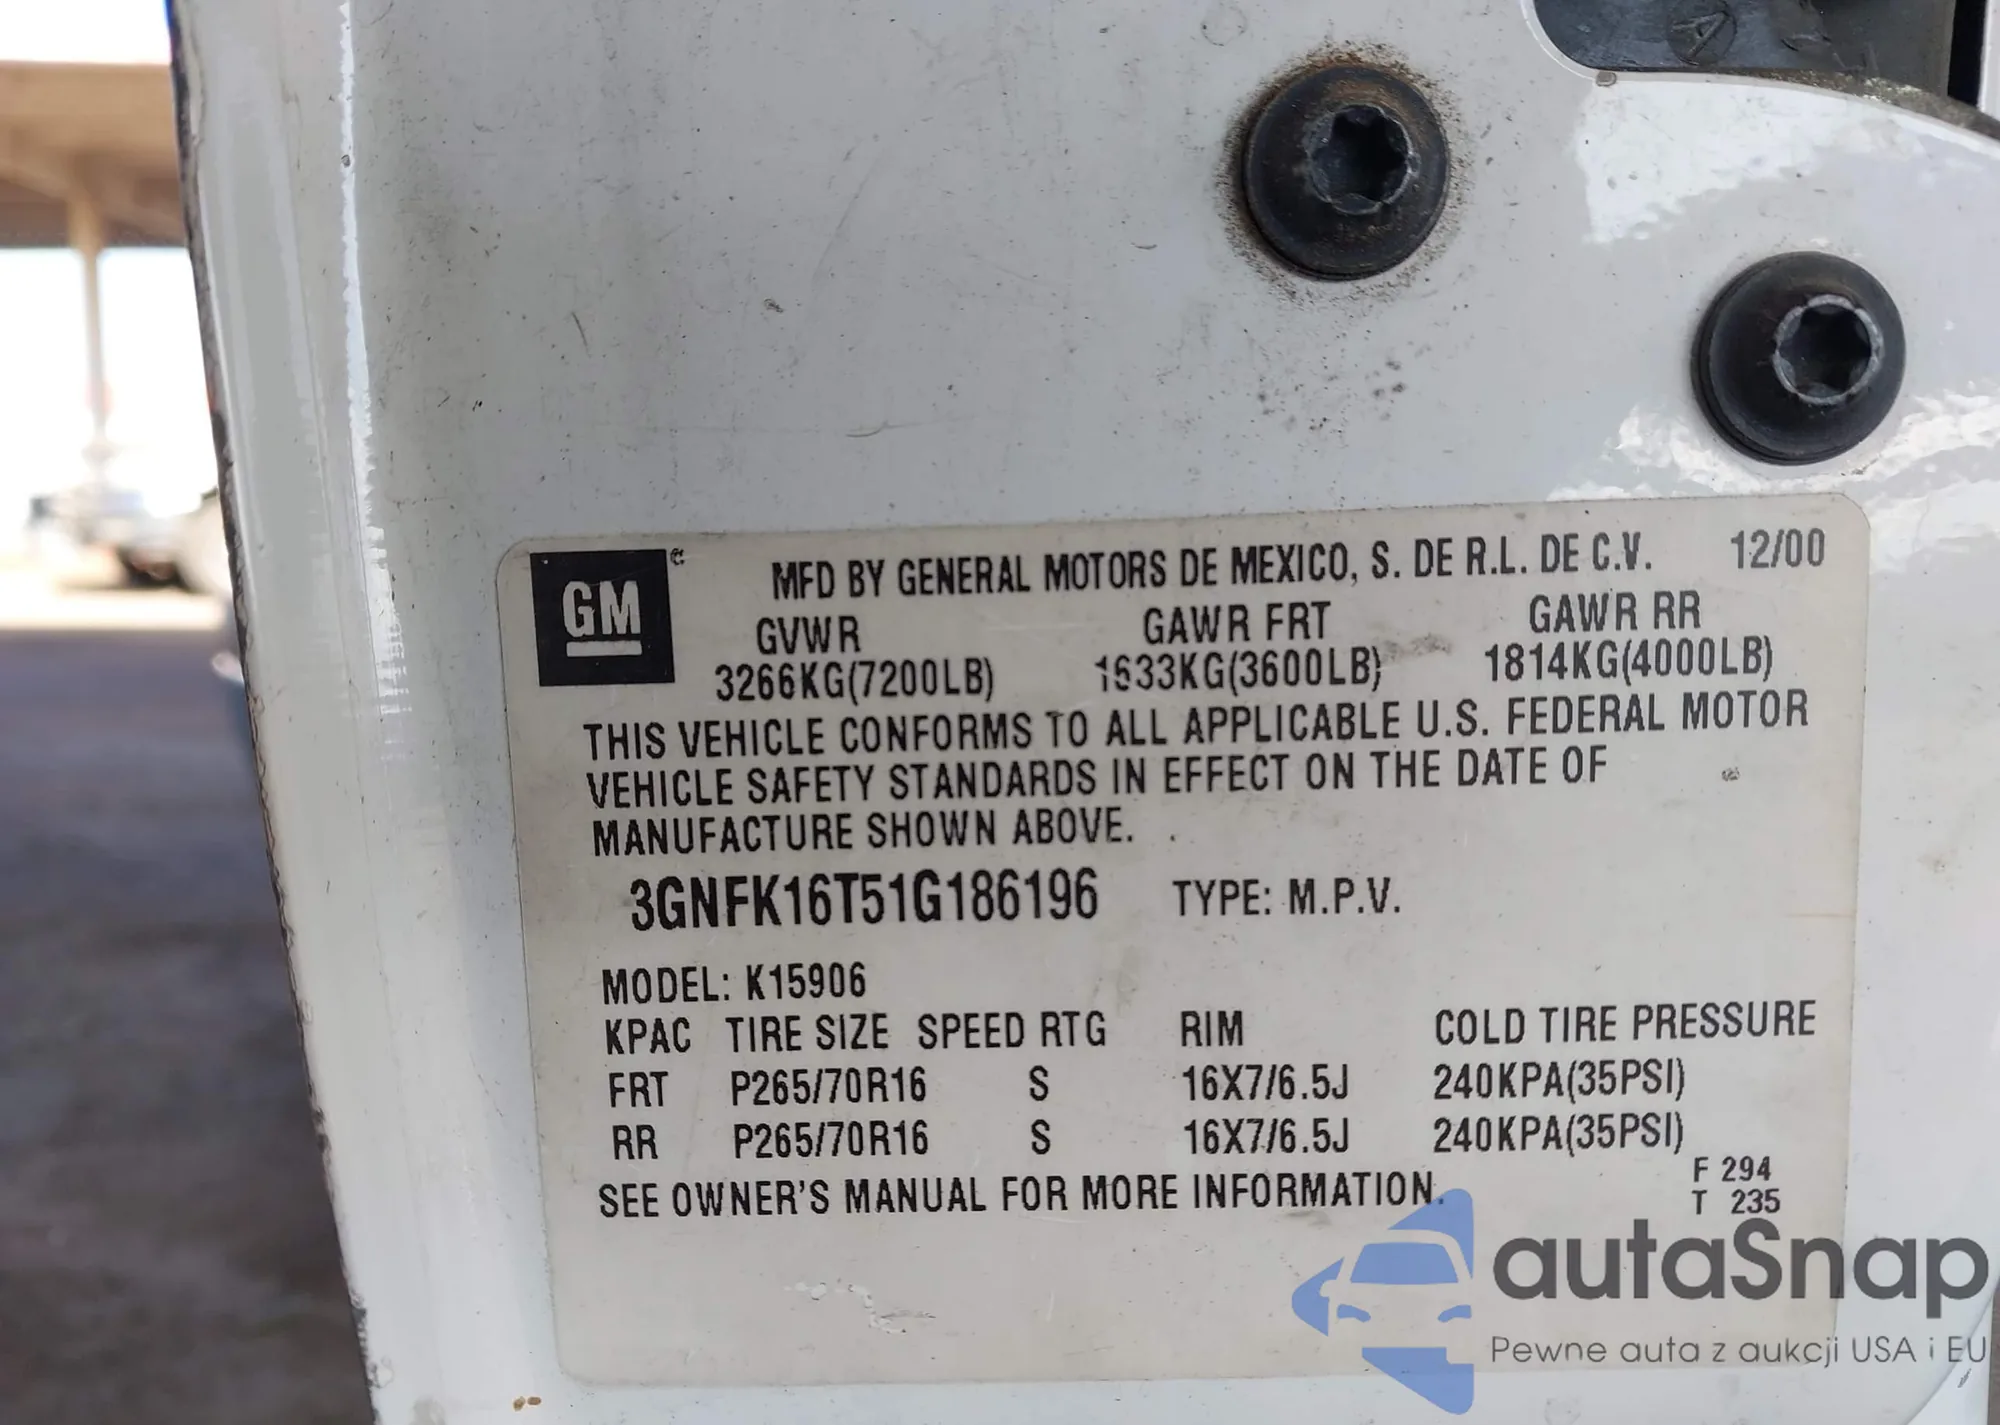 GM
MFD BY GENERAL MOTORS DE MEXICO, S. DE R.L. DE C.V. 12/00
GVWR GAWR FRT GAWR RR
3266KG(7200LB) 1633KG(3600LB) 1814KG(4000LB)
THIS VEHICLE CONFORMS TO ALL APPLICABLE U.S. FEDERAL MOTOR
VEHICLE SAFETY STANDARDS IN EFFECT ON THE DATE OF
MANUFACTURE SHOWN ABOVE.
3GNFK16T51G186196 TYPE: M.P.V.
MODEL: K15906
KPAC TIRE SIZE SPEED RTG RIM COLD TIRE PRESSURE
FRT P265/70R16 S 16X7/6.5J 240KPA(35PSI)
RR P265/70R16 S 16X7/6.5J 240KPA(35PSI)
F 294
SEE OWNER'S MANUAL FOR MORE INFORMATION.
T 235
autaSnap
Pewne auta z aukcji USA i EU